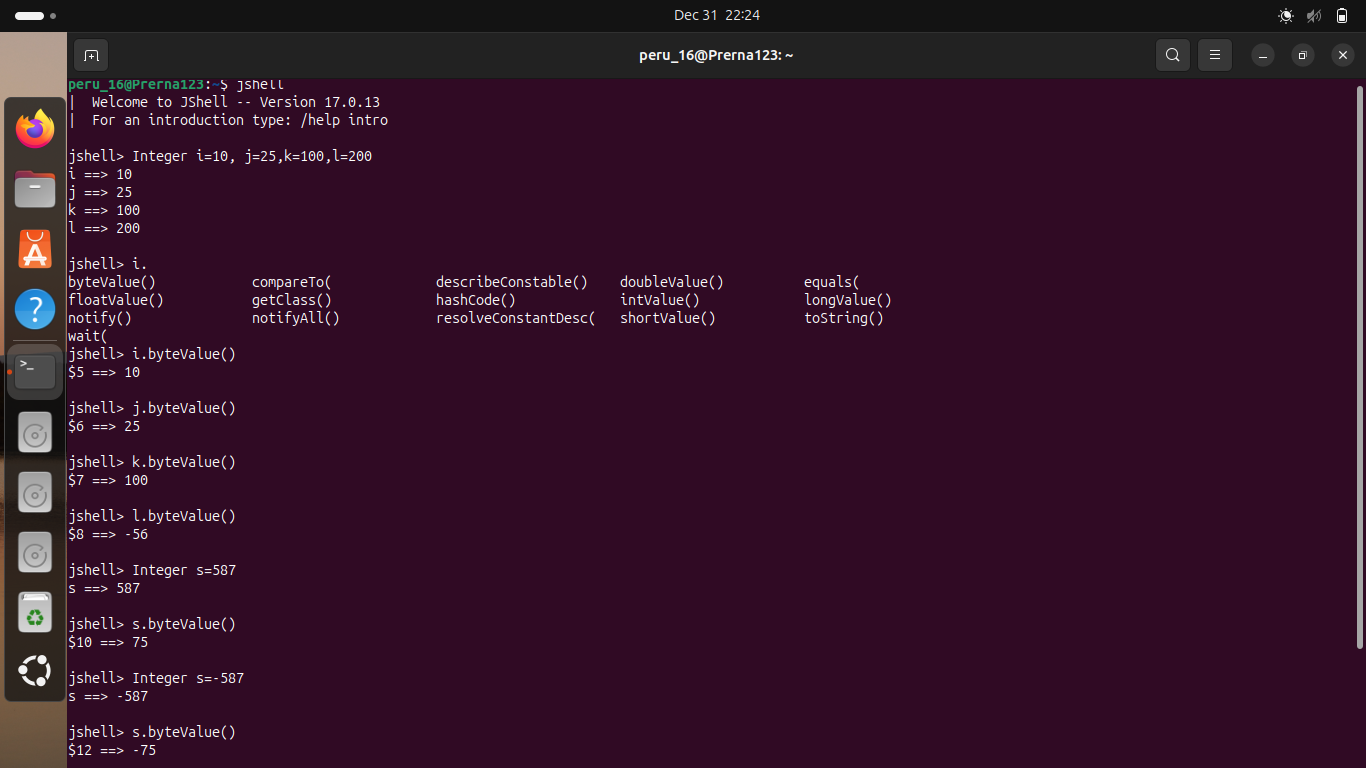 Dec 31 22:24
peru_16@Prerna123: ~
peru_16@Prerna123:~$ jshell
| Welcome to JShell -- Version 17.0.13
| For an introduction type: /help intro
jshell> Integer i=10, j=25,k=100,l=200
i ==> 10
j ==> 25
k ==> 100
l ==> 200
jshell> i.
byteValue() compareTo( describeConstable() doubleValue() equals(
floatValue() getClass() hashCode() intValue() longValue()
notify() notifyAll() resolveConstantDesc( shortValue() toString()
wait(
jshell> i.byteValue()
$5 ==> 10
jshell> j.byteValue()
$6 ==> 25
jshell> k.byteValue()
$7 ==> 100
jshell> l.byteValue()
$8 ==> -56
jshell> Integer s=587
s ==> 587
jshell> s.byteValue()
$10 ==> 75
jshell> Integer s=-587
s ==> -587
jshell> s.byteValue()
$12 ==> -75